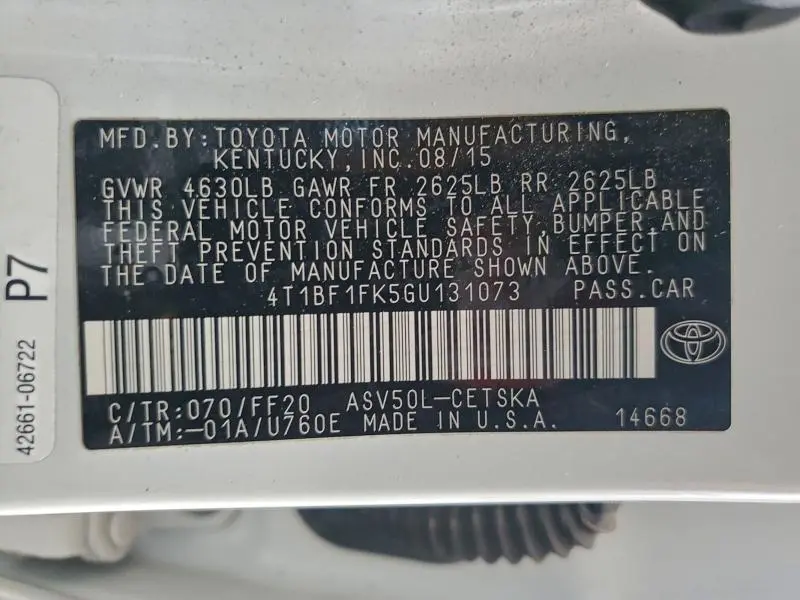 MFD.BY:TOYOTA MOTOR MANUFACTURING,
KENTUCKY,INC.08/15
GVWR 4630LB GAWR FR 2625LB RR 2625LB
THIS VEHICLE CONFORMS TO ALL APPLICABLE
FEDERAL MOTOR VEHICLE SAFETY,BUMPER,AND
THEFT PREVENTION STANDARDS IN EFFECT ON
THE DATE OF MANUFACTURE SHOWN ABOVE.
4T1BF1FK5GU131073 PASS.CAR
C/TR:070/FF20 ASV50L-CETSKA
A/TM:-01A/U760E MADE IN U.S.A. 14668
42661-06722 P7